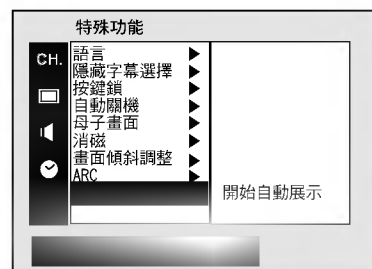 特殊功能
CH.
語言
隱藏字幕選擇
按鍵鎖
自動關機
母子畫面
消磁
畫面傾斜調整
ARC
開始自動展示